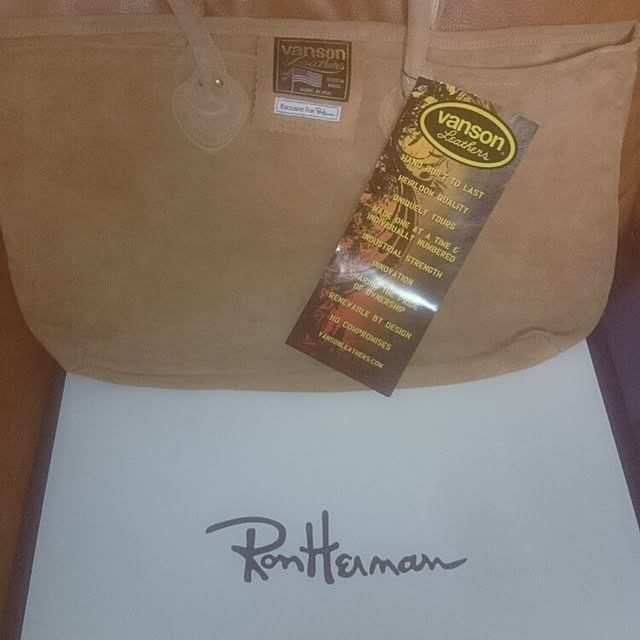 vanson
Leathers
MADE IN USA
Exclusive For Ron Herman
vanson
Leathers
HAND BUILT TO LAST
HEIRLOOM QUALITY
UNIQUELY YOURS
MADE ONE AT A TIME &
INDIVIDUALLY NUMBERED
INDUSTRIAL STRENGTH
INNOVATION
SHARING THE PRIDE
OF OWNERSHIP
RENEWABLE BY DESIGN
NO COMPROMISES
VANSONLEATHERS.COM
Ron Herman